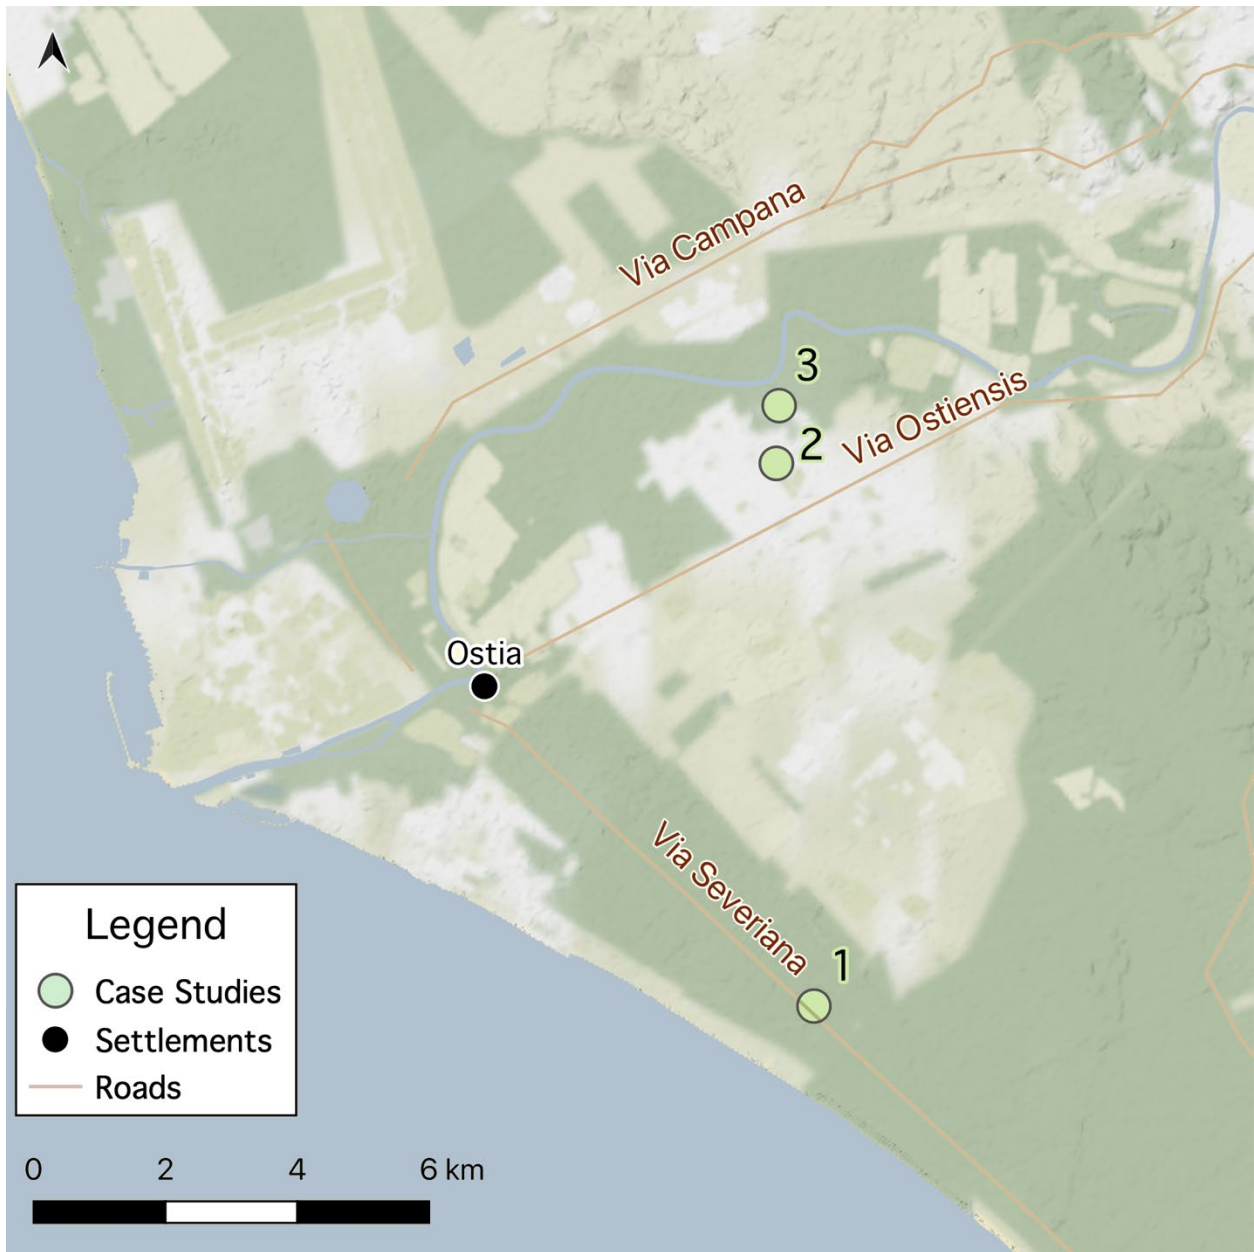 Via Campana
3
2
Via Ostiensis
Ostia
Via Severiana
1
Legend
Case Studies
Settlements
Roads
0 2 4 6 km